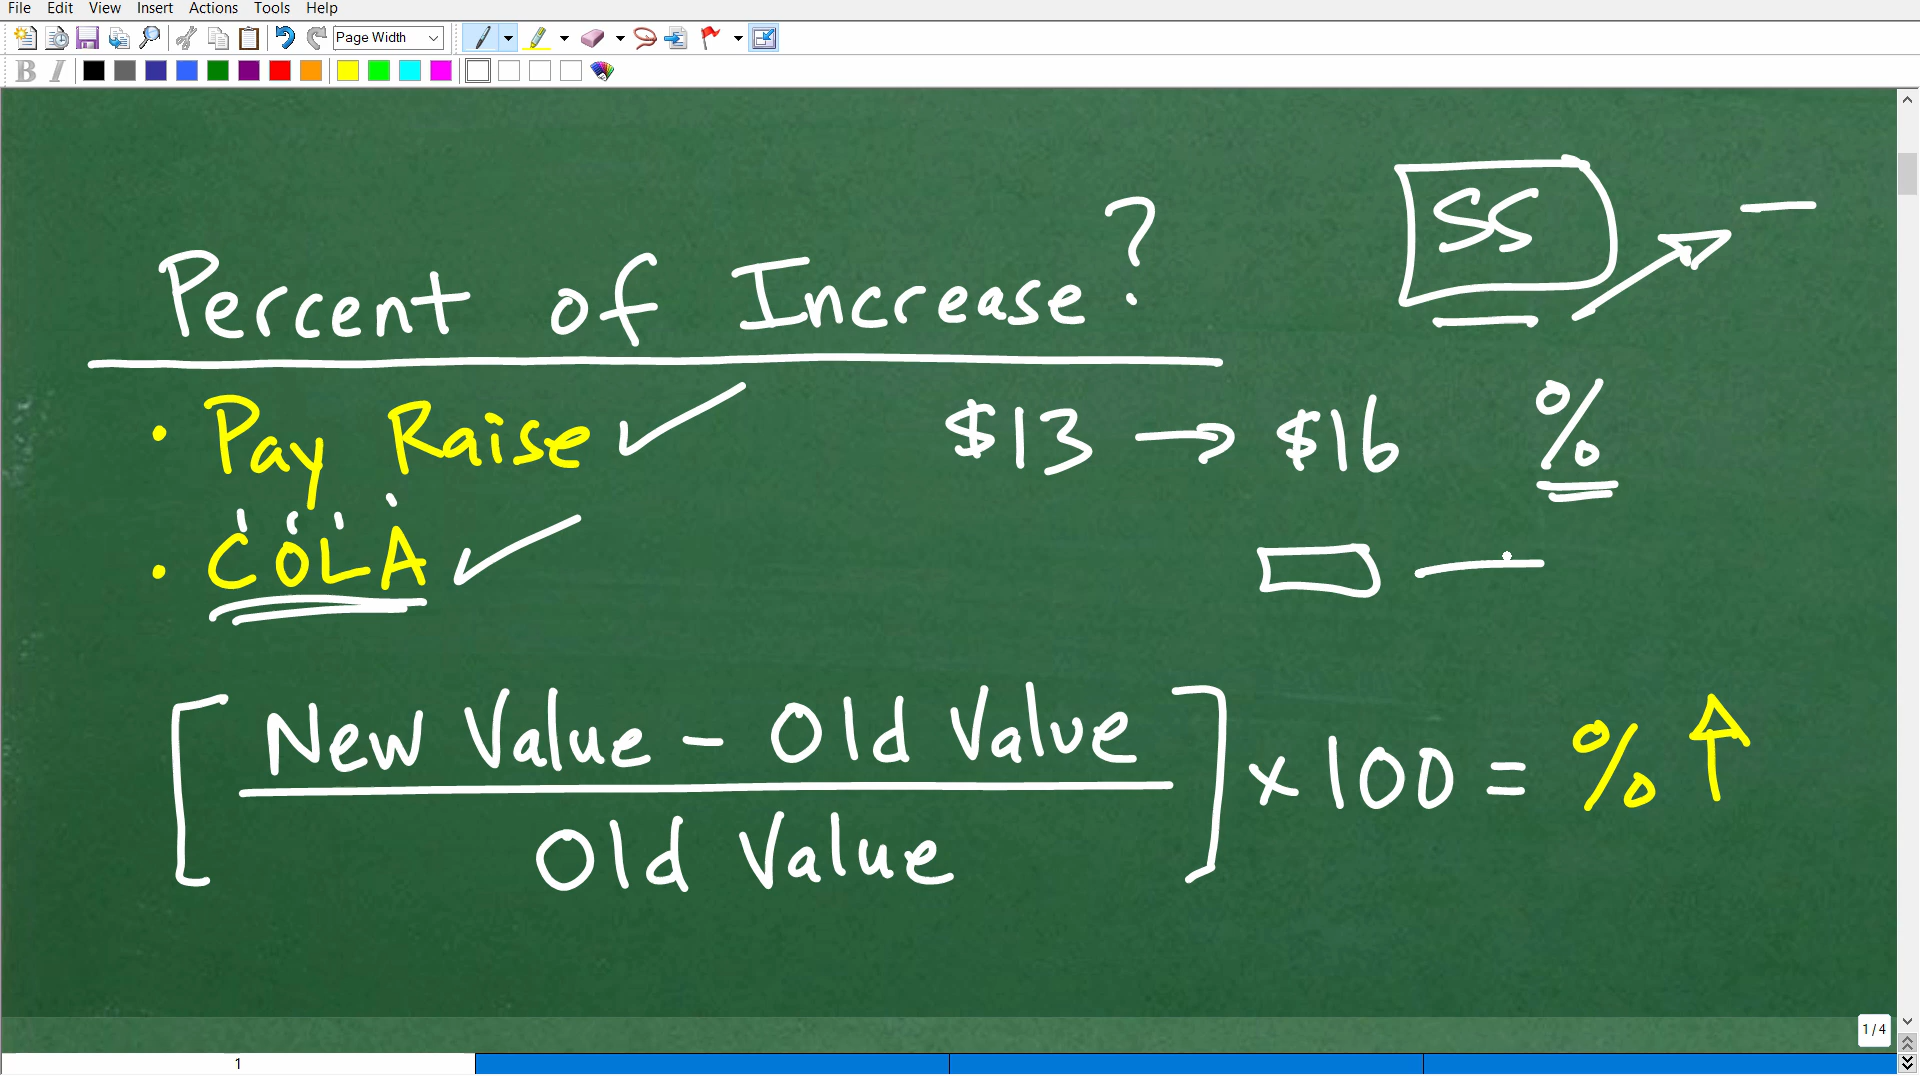 File Edit View Insert Actions Tools Help
Page Width
B I
SS
Percent of Increase?
• Pay Raise ✓ $13 → $16 %
• COLA ✓
[New Value - Old Value
Old Value] × 100 = % ↑
1 / 4
1